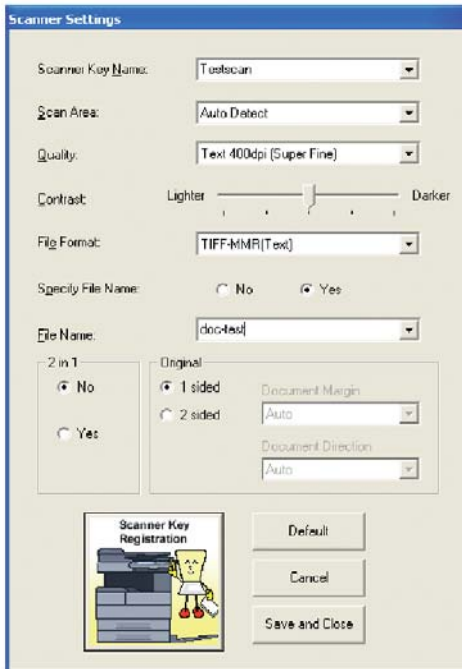 Scanner Settings
Scanner Key Name: Testscan
Scan Area: Auto Detect
Quality: Text 400dpi (Super Fine)
Contrast: Lighter Darker
File Format: TIFF-MMR(Text)
Specify File Name: No Yes
File Name: doc-test
2 in 1
No
Yes
Original
1 sided
2 sided
Document Margin
Auto
Document Direction
Auto
Scanner Key
Registration
Default
Cancel
Save and Close